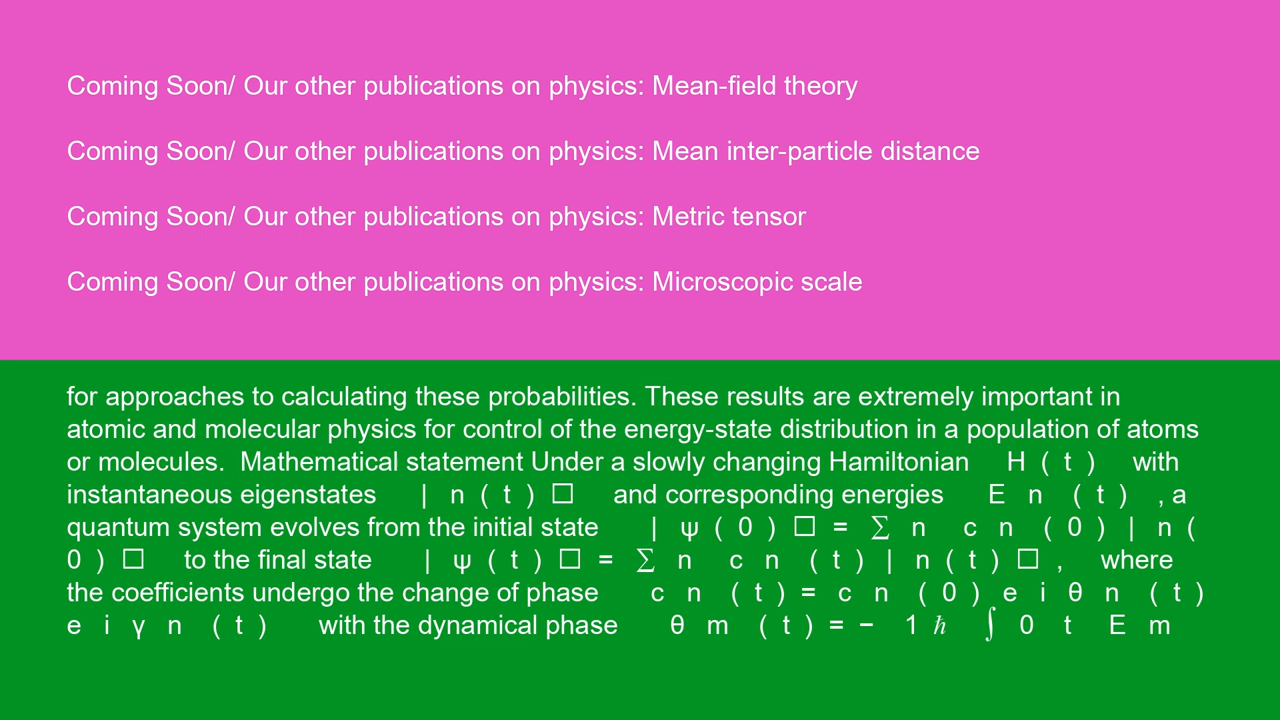 Coming Soon/ Our other publications on physics: Mean-field theory
Coming Soon/ Our other publications on physics: Mean inter-particle distance
Coming Soon/ Our other publications on physics: Metric tensor
Coming Soon/ Our other publications on physics: Microscopic scale
for approaches to calculating these probabilities. These results are extremely important in
atomic and molecular physics for control of the energy-state distribution in a population of atoms
or molecules.  Mathematical statement Under a slowly changing Hamiltonian H ( t ) with
instantaneous eigenstates | n ( t ) □ and corresponding energies E n ( t ) , a
quantum system evolves from the initial state | ψ ( 0 ) □ = ∑ n c n ( 0 ) | n (
0 ) □ to the final state | ψ ( t ) □ = ∑ n c n ( t ) | n ( t ) □ , where
the coefficients undergo the change of phase c n ( t ) = c n ( 0 ) e i θ n ( t )
e i γ n ( t ) with the dynamical phase θ m ( t ) = − 1 ℏ ∫ 0 t E m